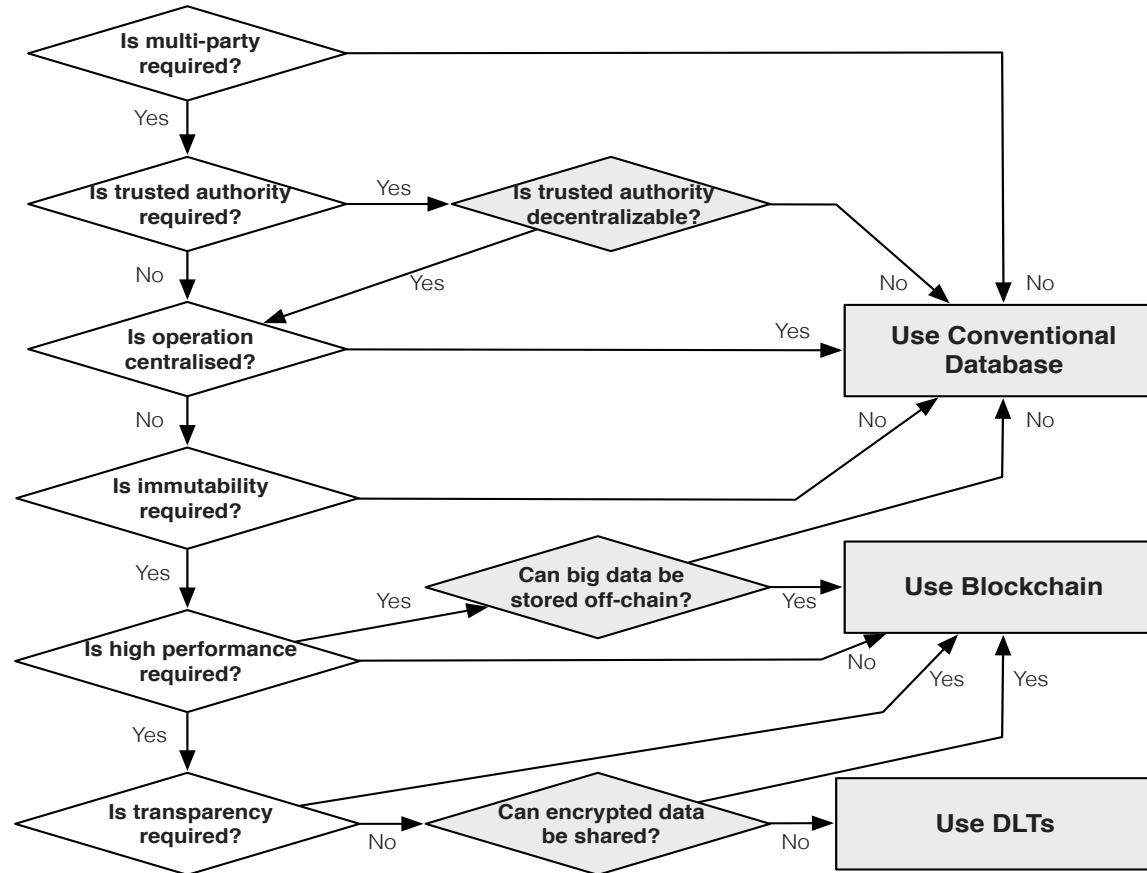 Is multi-party
required?
Yes
No
Is trusted authority
required?
Yes
Is trusted authority
decentralizable?
No
Yes
No
Is operation
centralised?
Yes
Use Conventional
Database
No
No
No
Is immutability
required?
Yes
Can big data be
stored off-chain?
Yes
Yes
Use Blockchain
Is high performance
required?
No
Yes
Yes
Yes
Is transparency
required?
No
Can encrypted data
be shared?
No
Use DLTs